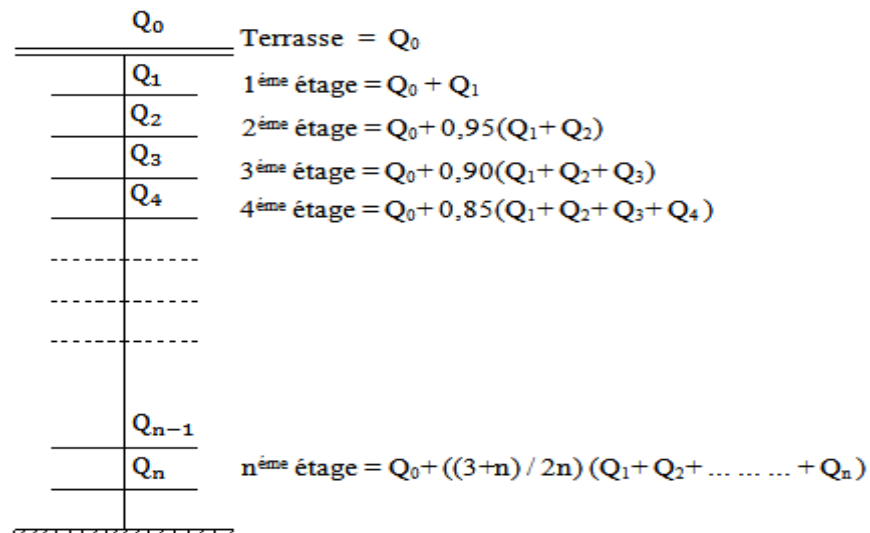 Q₀
Terrasse = Q₀
Q₁
1ème étage = Q₀ + Q₁
Q₂
2ème étage = Q₀+ 0,95(Q₁+ Q₂)
Q₃
3ème étage = Q₀+ 0,90(Q₁+ Q₂+ Q₃)
Q₄
4ème étage = Q₀+ 0,85(Q₁+ Q₂+ Q₃+ Q₄)
Qₙ₋₁
Qₙ
nème étage = Q₀+ ((3+n) / 2n) (Q₁+ Q₂+ ... ... ... + Qₙ)